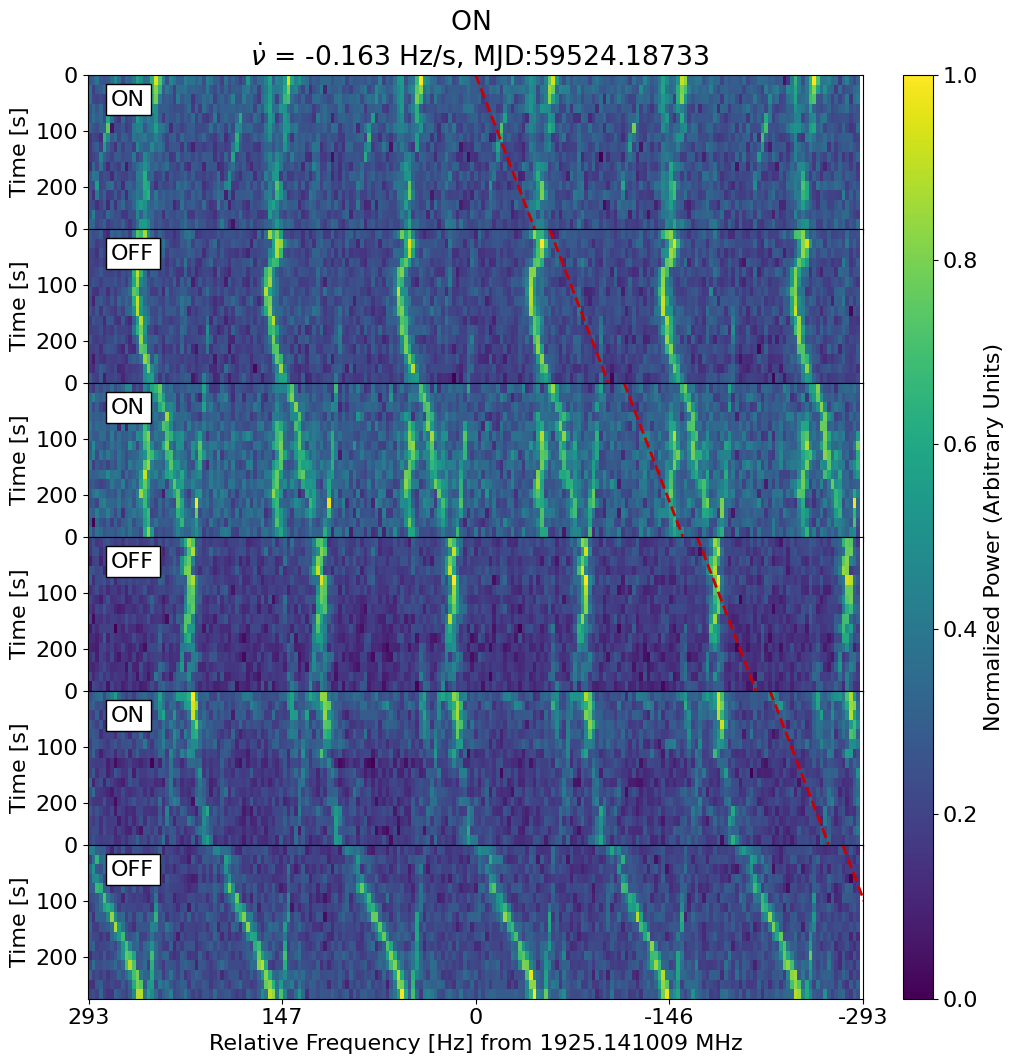 ON
ν̇ = -0.163 Hz/s, MJD:59524.18733
0
ON
100
200
Time [s]
0
OFF
100
200
Time [s]
0
ON
100
200
Time [s]
0
OFF
100
200
Time [s]
0
ON
100
200
Time [s]
0
OFF
100
200
Time [s]
293 147 0 -146 -293
Relative Frequency [Hz] from 1925.141009 MHz
1.0
0.8
0.6
0.4
0.2
0.0
Normalized Power (Arbitrary Units)